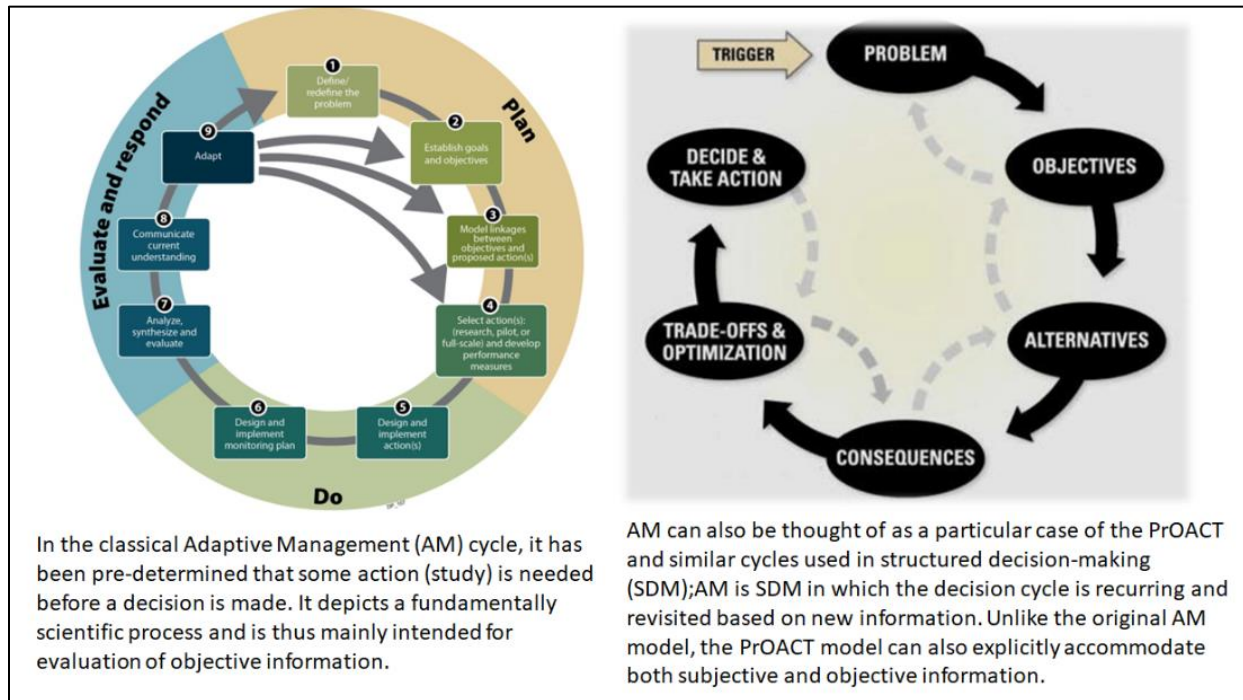 Plan
Do
Evaluate and respond
1
Define/
redefine the
problem
2
Establish goals
and objectives
3
Model linkages
between
objectives and
proposed action(s)
4
Select action(s):
(research, pilot, or
full-scale) and develop
performance
measures
5
Design and
implement
action(s)
6
Design and
implement
monitoring plan
7
Analyze,
synthesize and
evaluate
8
Communicate
current
understanding
9
Adapt
In the classical Adaptive Management (AM) cycle, it has
been pre-determined that some action (study) is needed
before a decision is made. It depicts a fundamentally
scientific process and is thus mainly intended for
evaluation of objective information.
TRIGGER
PROBLEM
OBJECTIVES
ALTERNATIVES
CONSEQUENCES
TRADE-OFFS &
OPTIMIZATION
DECIDE &
TAKE ACTION
AM can also be thought of as a particular case of the PrOACT
and similar cycles used in structured decision-making
(SDM);AM is SDM in which the decision cycle is recurring and
revisited based on new information. Unlike the original AM
model, the PrOACT model can also explicitly accommodate
both subjective and objective information.